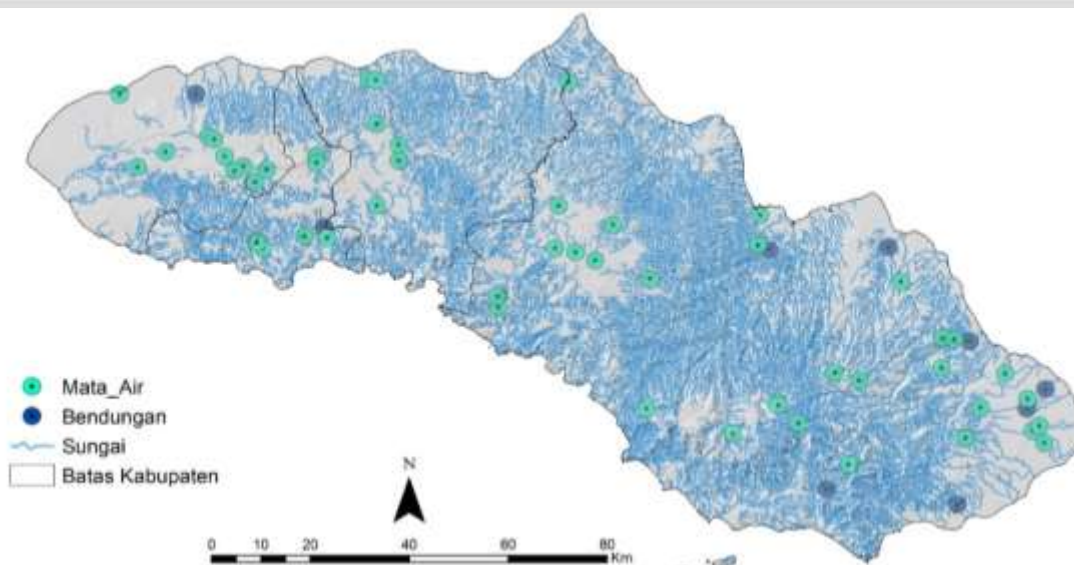 Mata_Air
Bendungan
Sungai
Batas Kabupaten
N
0 10 20 40 60 80
Km